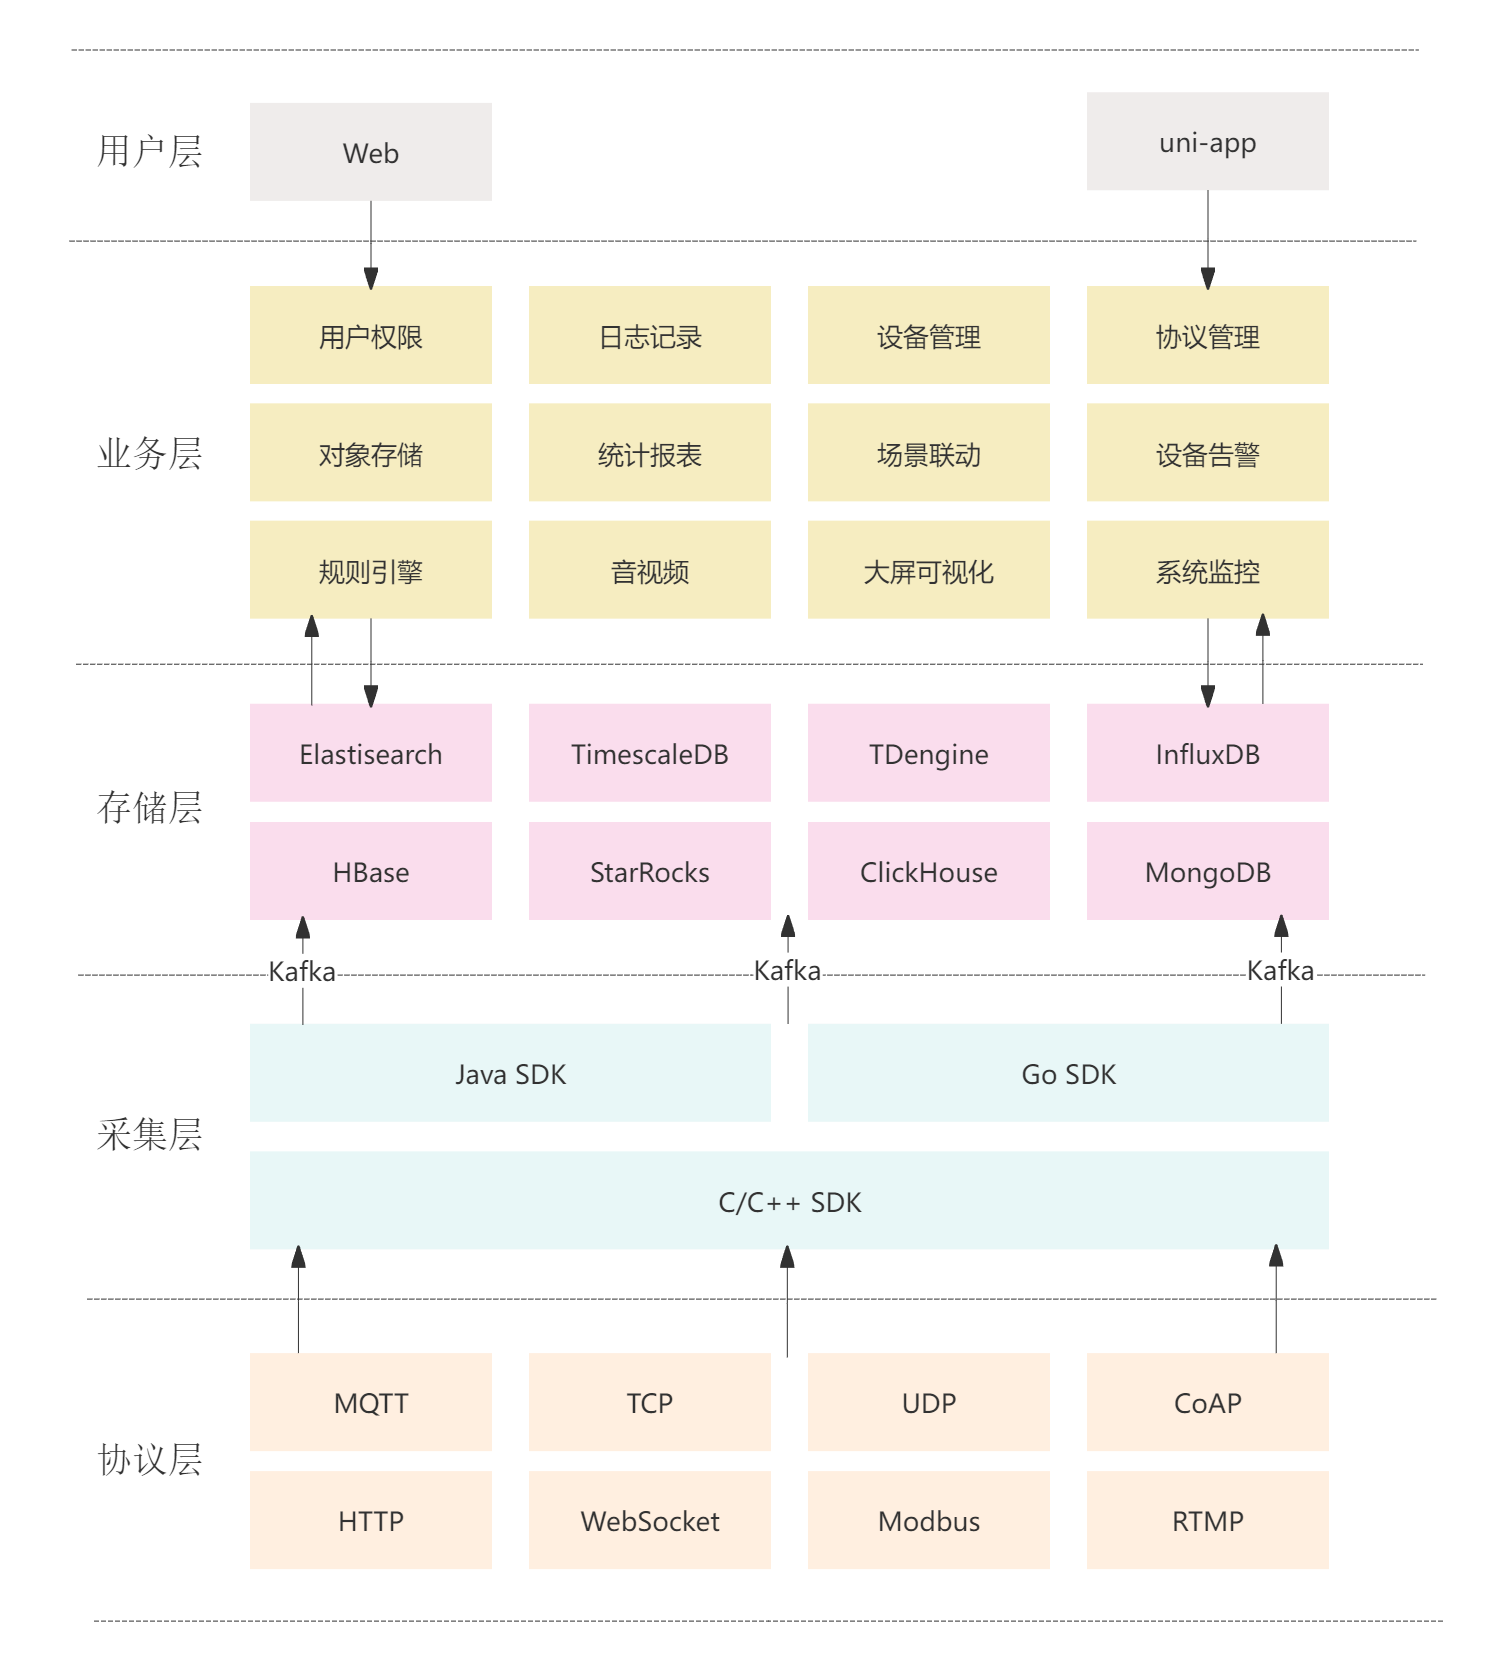 用户层
Web
uni-app
用户权限
日志记录
设备管理
协议管理
业务层
对象存储
统计报表
场景联动
设备告警
规则引擎
音视频
大屏可视化
系统监控
存储层
Elastisearch
TimescaleDB
TDengine
InfluxDB
HBase
StarRocks
ClickHouse
MongoDB
Kafka
Kafka
Kafka
采集层
Java SDK
Go SDK
C/C++ SDK
协议层
MQTT
TCP
UDP
CoAP
HTTP
WebSocket
Modbus
RTMP